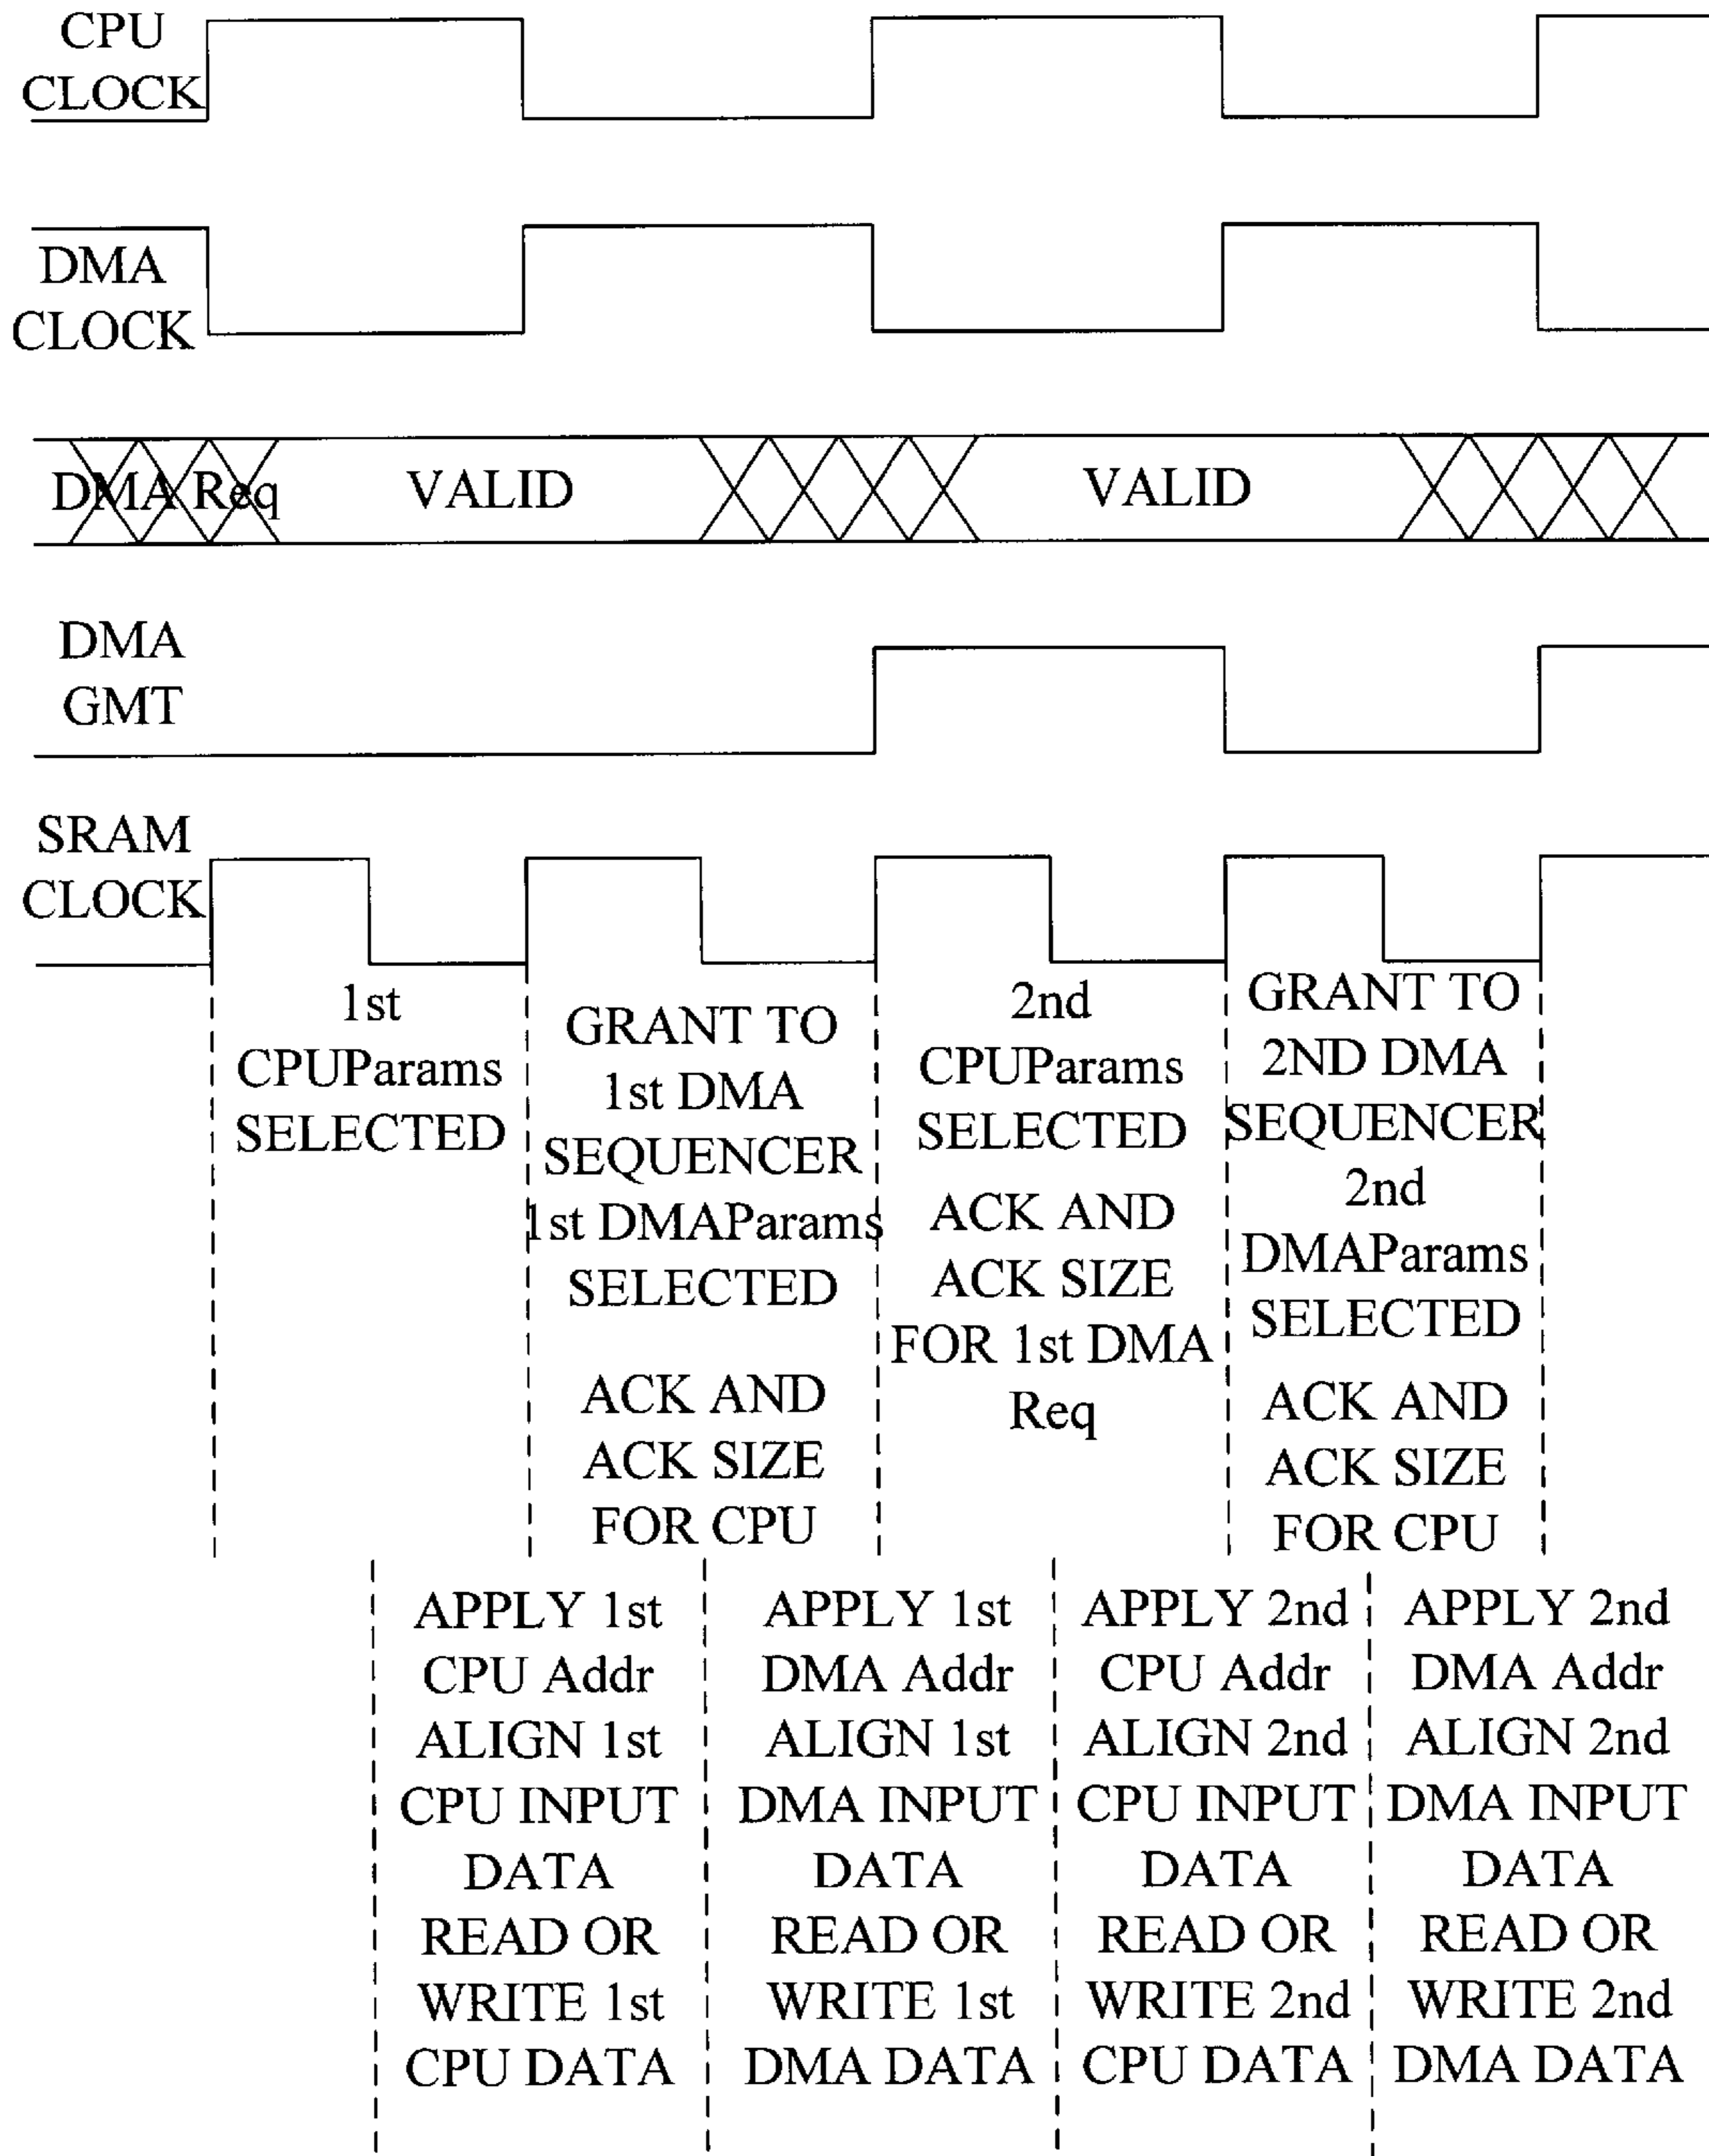 CPU
CLOCK
DMA
CLOCK
DMA Req
VALID
VALID
DMA
GMT
SRAM
CLOCK
1st
CPUParams
SELECTED
GRANT TO
1st DMA
SEQUENCER
1st DMAParams
SELECTED
ACK AND
ACK SIZE
FOR CPU
2nd
CPUParams
SELECTED
ACK AND
ACK SIZE
FOR 1st DMA
Req
GRANT TO
2ND DMA
SEQUENCER
2nd
DMAParams
SELECTED
ACK AND
ACK SIZE
FOR CPU
APPLY 1st
CPU Addr
ALIGN 1st
CPU INPUT
DATA
READ OR
WRITE 1st
CPU DATA
APPLY 1st
DMA Addr
ALIGN 1st
DMA INPUT
DATA
READ OR
WRITE 1st
DMA DATA
APPLY 2nd
CPU Addr
ALIGN 2nd
CPU INPUT
DATA
READ OR
WRITE 2nd
CPU DATA
APPLY 2nd
DMA Addr
ALIGN 2nd
DMA INPUT
DATA
READ OR
WRITE 2nd
DMA DATA